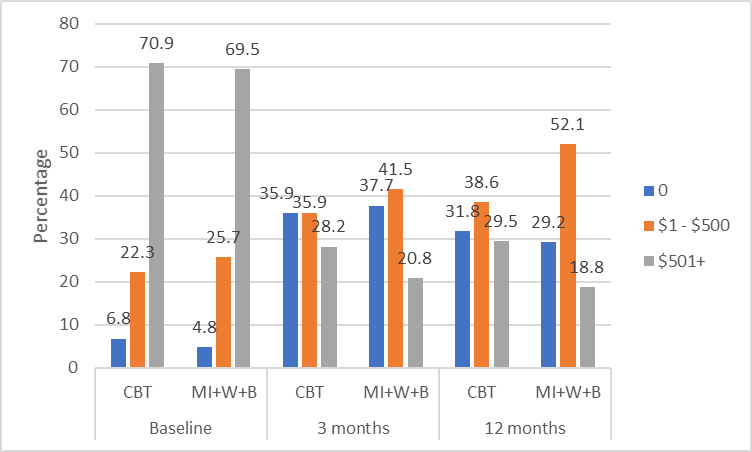 80
70
60
50
40
30
20
10
0
Percentage
6.8
22.3
70.9
4.8
25.7
69.5
35.9
35.9
28.2
37.7
41.5
20.8
31.8
38.6
29.5
29.2
52.1
18.8
CBT
MI+W+B
CBT
MI+W+B
CBT
MI+W+B
Baseline
3 months
12 months
0
$1 - $500
$501+